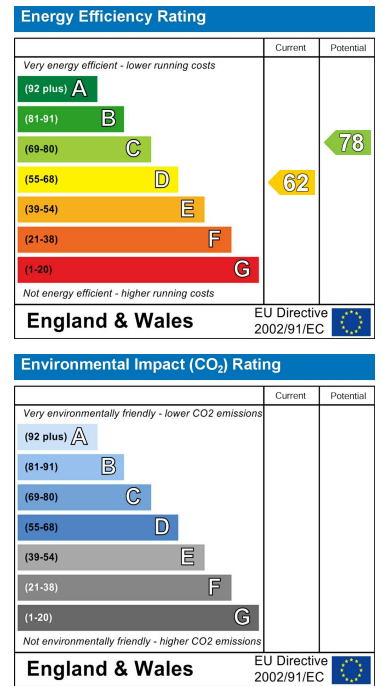 Energy Efficiency Rating
Current Potential
Very energy efficient - lower running costs
(92 plus) A
(81-91) B
(69-80) C
78
(55-68) D
62
(39-54) E
(21-38) F
(1-20) G
Not energy efficient - higher running costs
England & Wales
EU Directive
2002/91/EC
Environmental Impact (CO₂) Rating
Current Potential
Very environmentally friendly - lower CO2 emissions
(92 plus) A
(81-91) B
(69-80) C
(55-68) D
(39-54) E
(21-38) F
(1-20) G
Not environmentally friendly - higher CO2 emissions
England & Wales
EU Directive
2002/91/EC